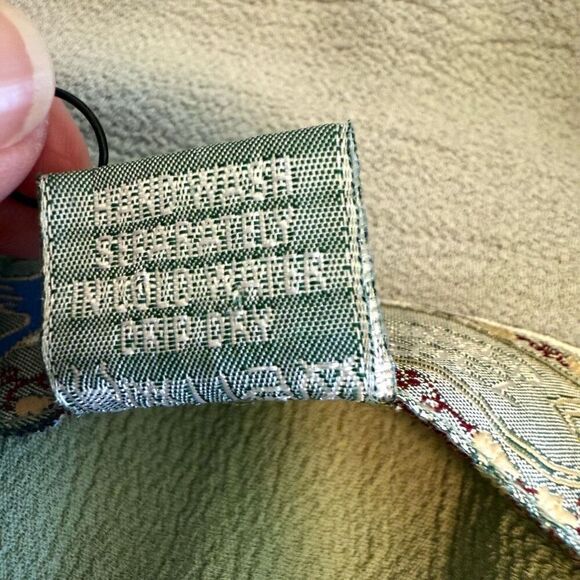 HAND WASH
SEPARATELY
IN COLD WATER
DRIP DRY